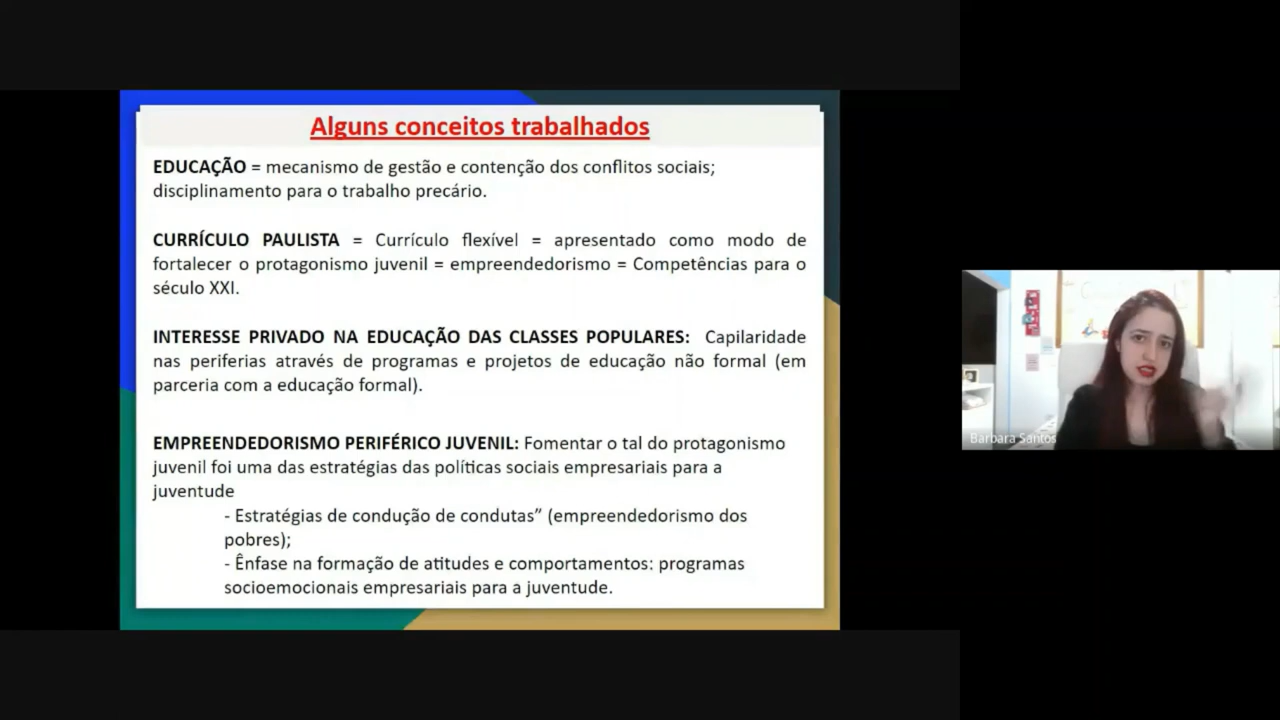 Alguns conceitos trabalhados
EDUCAÇÃO = mecanismo de gestão e contenção dos conflitos sociais;
disciplinamento para o trabalho precário.
CURRÍCULO PAULISTA = Currículo flexível = apresentado como modo de
fortalecer o protagonismo juvenil = empreendedorismo = Competências para o
século XXI.
INTERESSE PRIVADO NA EDUCAÇÃO DAS CLASSES POPULARES: Capilaridade
nas periferias através de programas e projetos de educação não formal (em
parceria com a educação formal).
EMPREENDEDORISMO PERIFÉRICO JUVENIL: Fomentar o tal do protagonismo
juvenil foi uma das estratégias das políticas sociais empresariais para a
juventude
- Estratégias de condução de condutas” (empreendedorismo dos
pobres);
- Ênfase na formação de atitudes e comportamentos: programas
socioemocionais empresariais para a juventude.
Barbara Santos